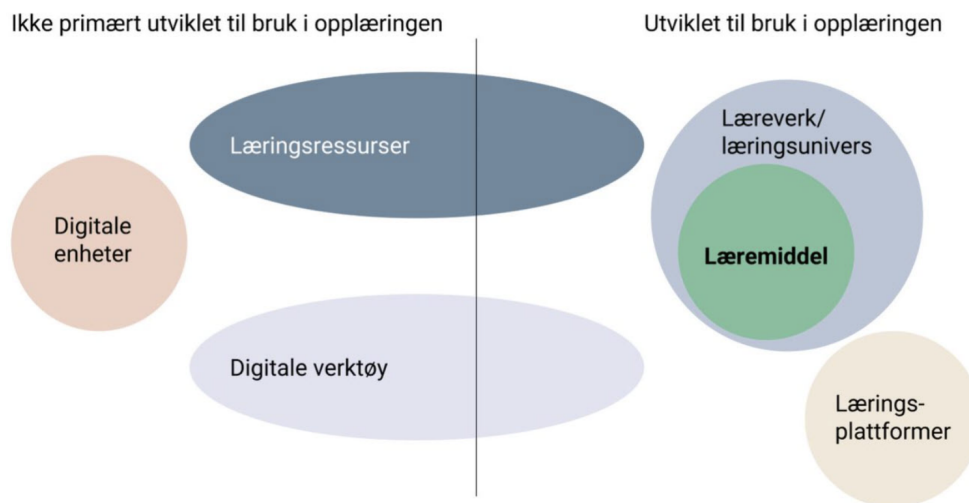 Ikke primært utviklet til bruk i opplæringen
Utviklet til bruk i opplæringen
Læringsressurser
Læreverk/
læringsunivers
Digitale
enheter
Læremiddel
Digitale verktøy
Lærings-
plattformer